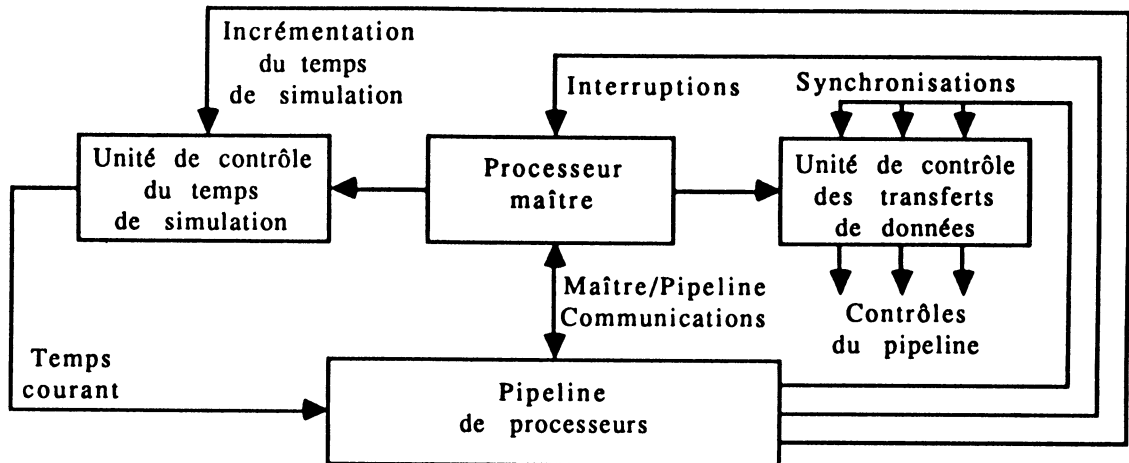 Incrémentation
du temps
de simulation
Interruptions
Synchronisations
Unité de contrôle
du temps
de simulation
Processeur
maître
Unité de contrôle
des transferts
de données
Maître/Pipeline
Communications
Contrôles
du pipeline
Temps
courant
Pipeline
de processeurs